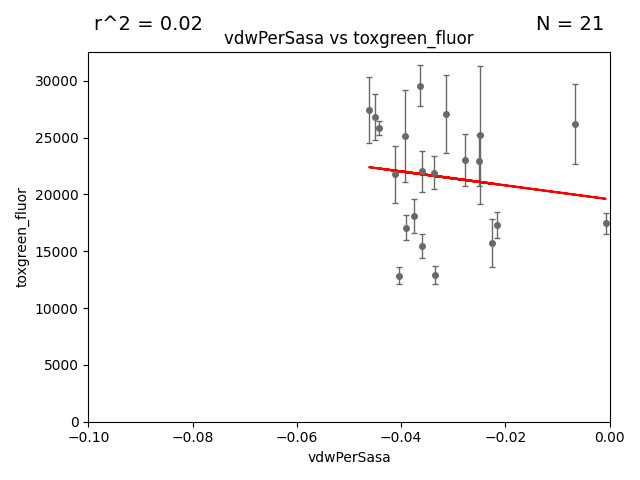 r^2 = 0.02
N = 21
vdwPerSasa vs toxgreen_fluor
30000
25000
20000
15000
10000
5000
0
toxgreen_fluor
−0.10
−0.08
−0.06
−0.04
−0.02
0.00
vdwPerSasa